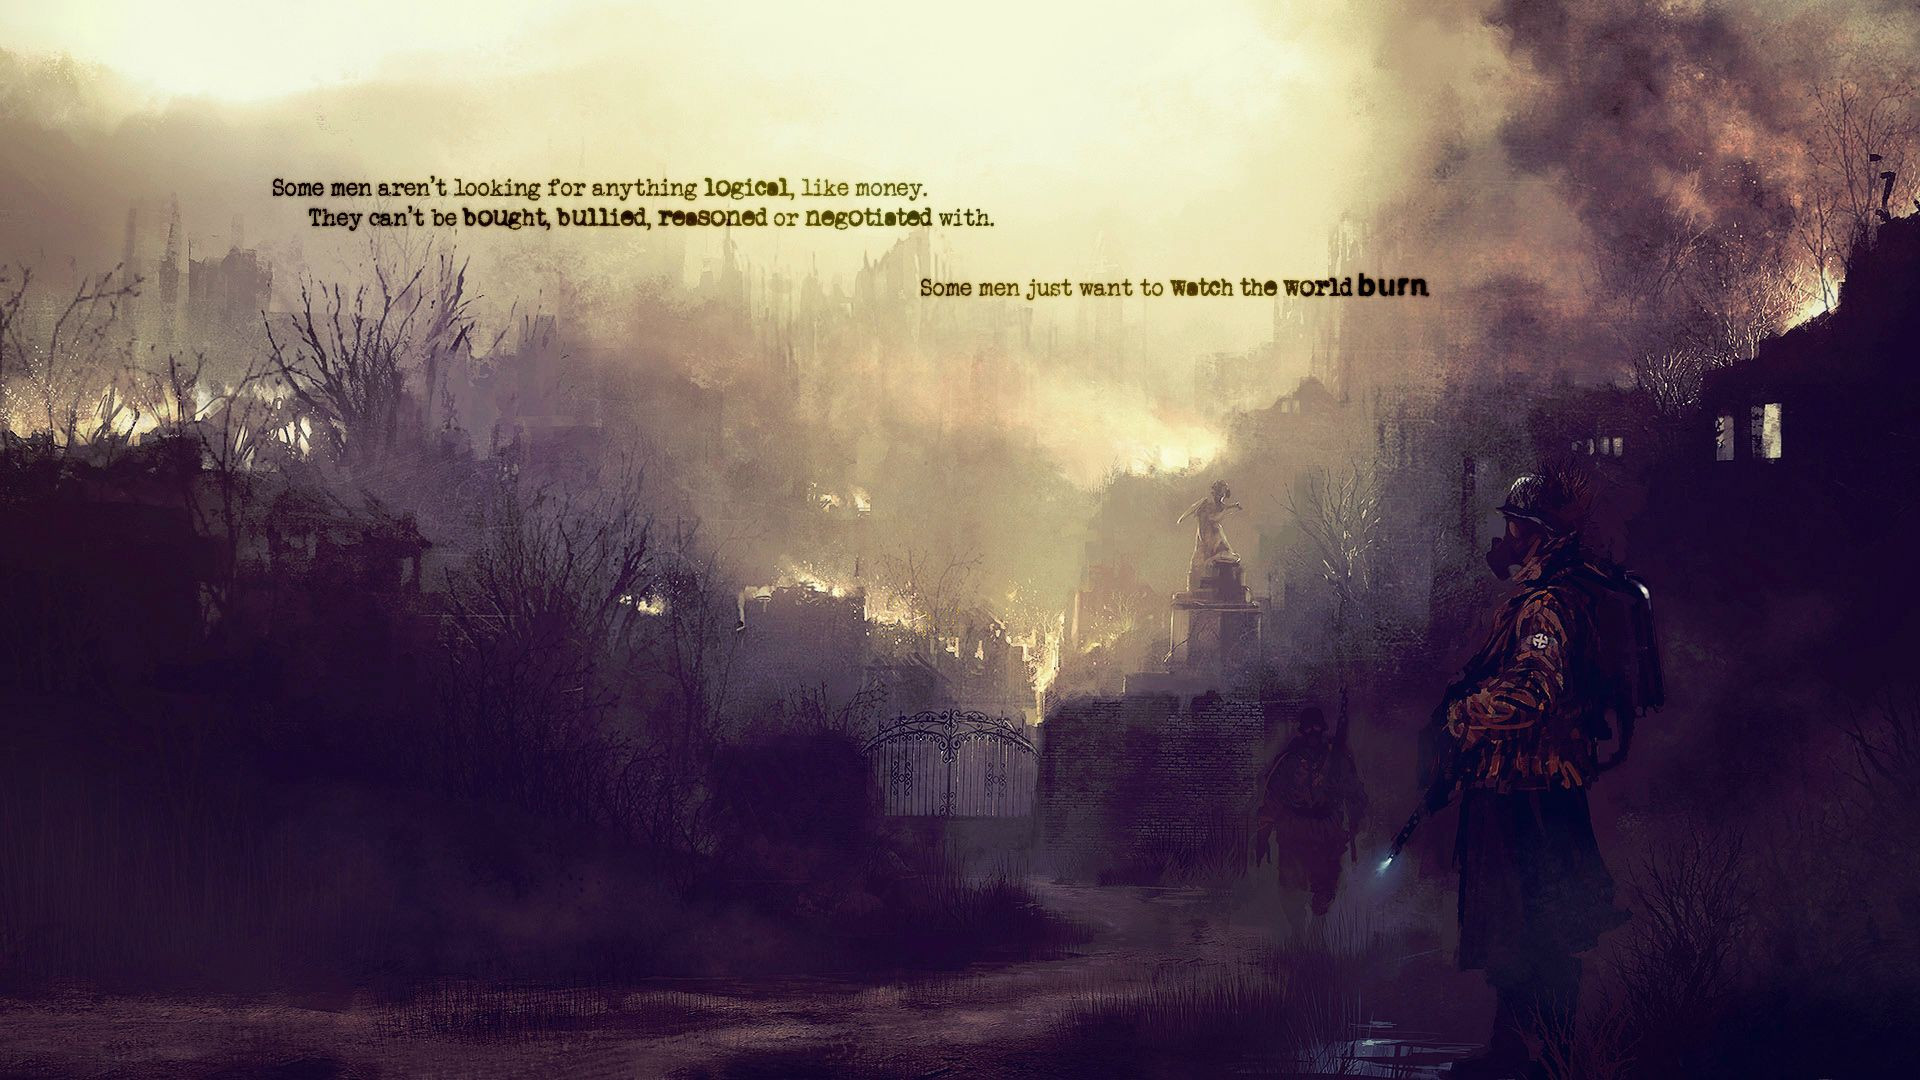 Some men aren't looking for anything logical, like money.
They can't be bought, bullied, reasoned or negotiated with.
Some men just want to watch the world burn.